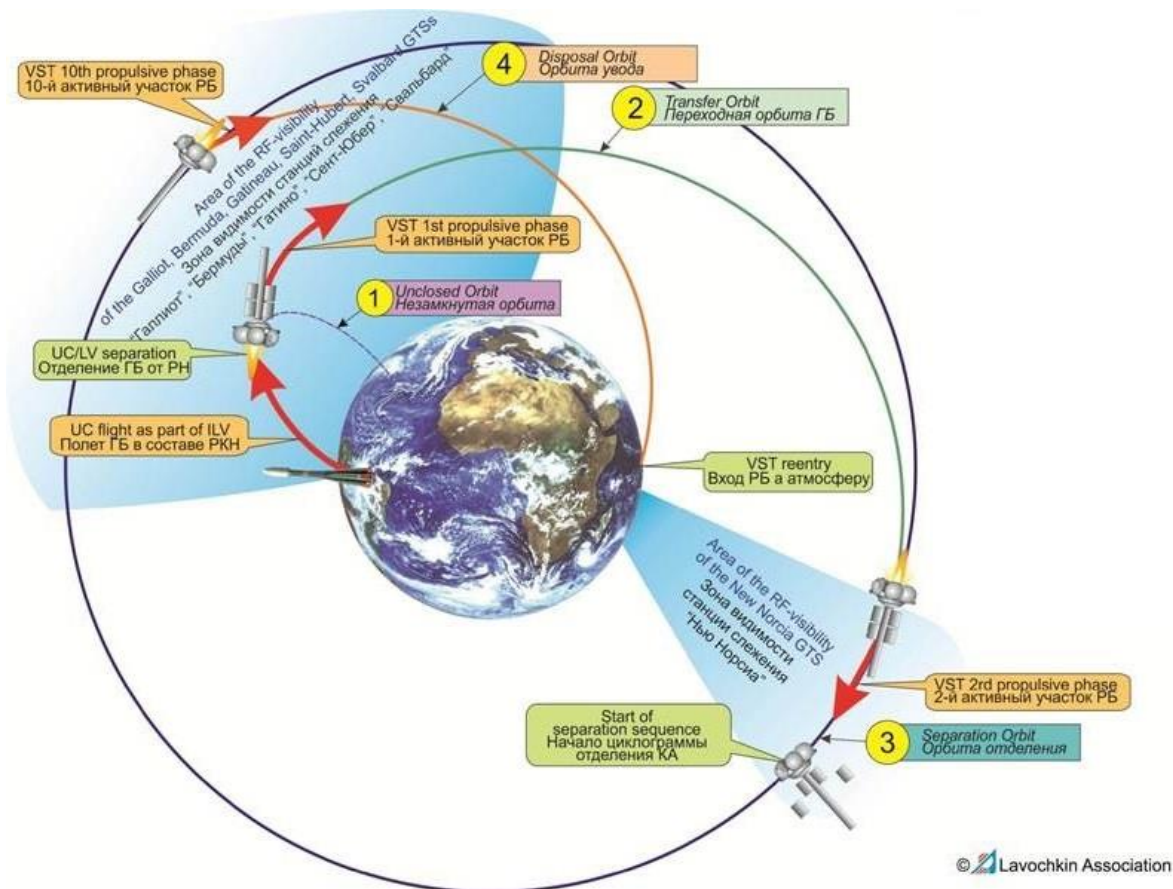 VST 10th propulsive phase
10-й активный участок РБ
4
Disposal Orbit
Орбита увода
2
Transfer Orbit
Переходная орбита ГБ
Area of the RF-visibility
of the Galliot, Bermuda, Gatineau, Saint-Hubert, Svalbard GTSs
Зона видимости станций слежения
"Галлиот", "Бермуды", "Гатино", "Сент-Юбер", "Свальбард"
VST 1st propulsive phase
1-й активный участок РБ
1
Unclosed Orbit
Незамкнутая орбита
UC/LV separation
Отделение ГБ от РН
UC flight as part of ILV
Полет ГБ в составе РКН
VST reentry
Вход РБ а атмосферу
Area of the RF-visibility
of the New Norcia GTS
Зона видимости
станции слежения
"Нью Норсиа"
VST 2rd propulsive phase
2-й активный участок РБ
Start of
separation sequence
Начало циклограммы
отделения КА
3
Separation Orbit
Орбита отделения
© Lavochkin Association